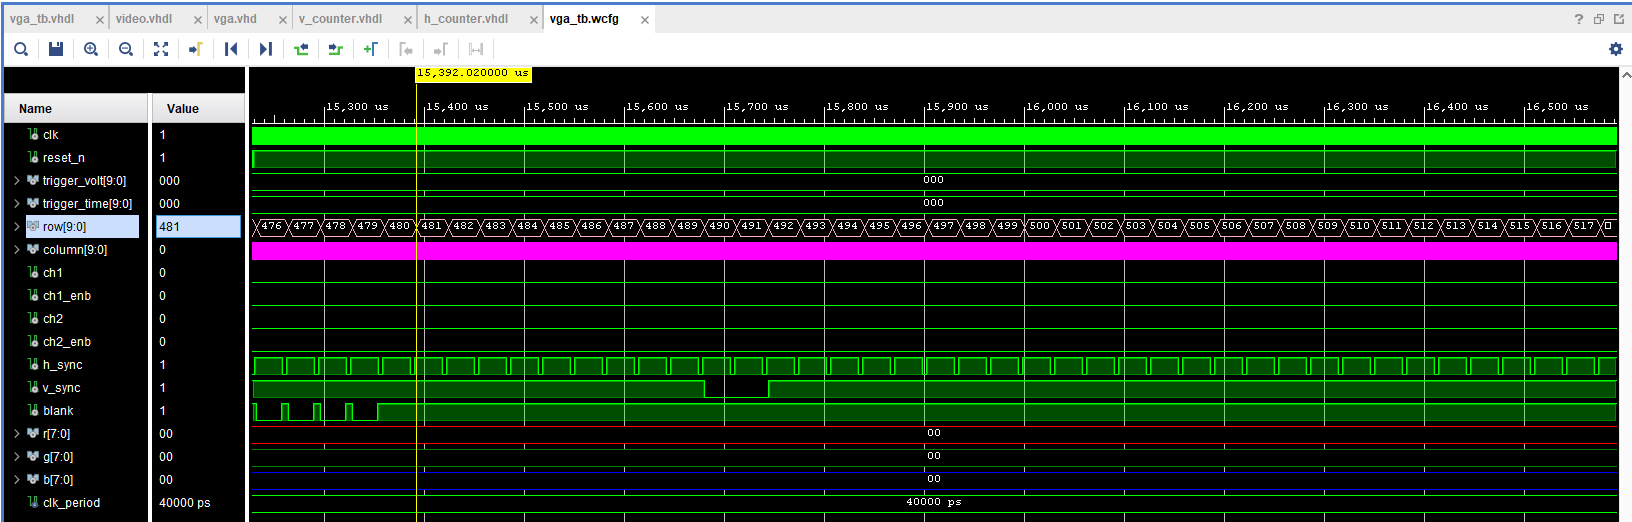 vga_tb.vhdl × video.vhdl × vga.vhd × v_counter.vhdl × h_counter.vhdl × vga_tb.wcfg ×
?
15,392.020000 us
Name Value
15,300 us 15,400 us 15,500 us 15,600 us 15,700 us 15,800 us 15,900 us 16,000 us 16,100 us 16,200 us 16,300 us 16,400 us 16,500 us
clk 1
reset_n 1
trigger_volt[9:0] 000 000
trigger_time[9:0] 000 000
row[9:0] 481 476 477 478 479 480 481 482 483 484 485 486 487 488 489 490 491 492 493 494 495 496 497 498 499 500 501 502 503 504 505 506 507 508 509 510 511 512 513 514 515 516 517
column[9:0] 0
ch1 0
ch1_enb 0
ch2 0
ch2_enb 0
h_sync 1
v_sync 1
blank 1
r[7:0] 00 00
g[7:0] 00 00
b[7:0] 00 00
clk_period 40000 ps 40000 ps